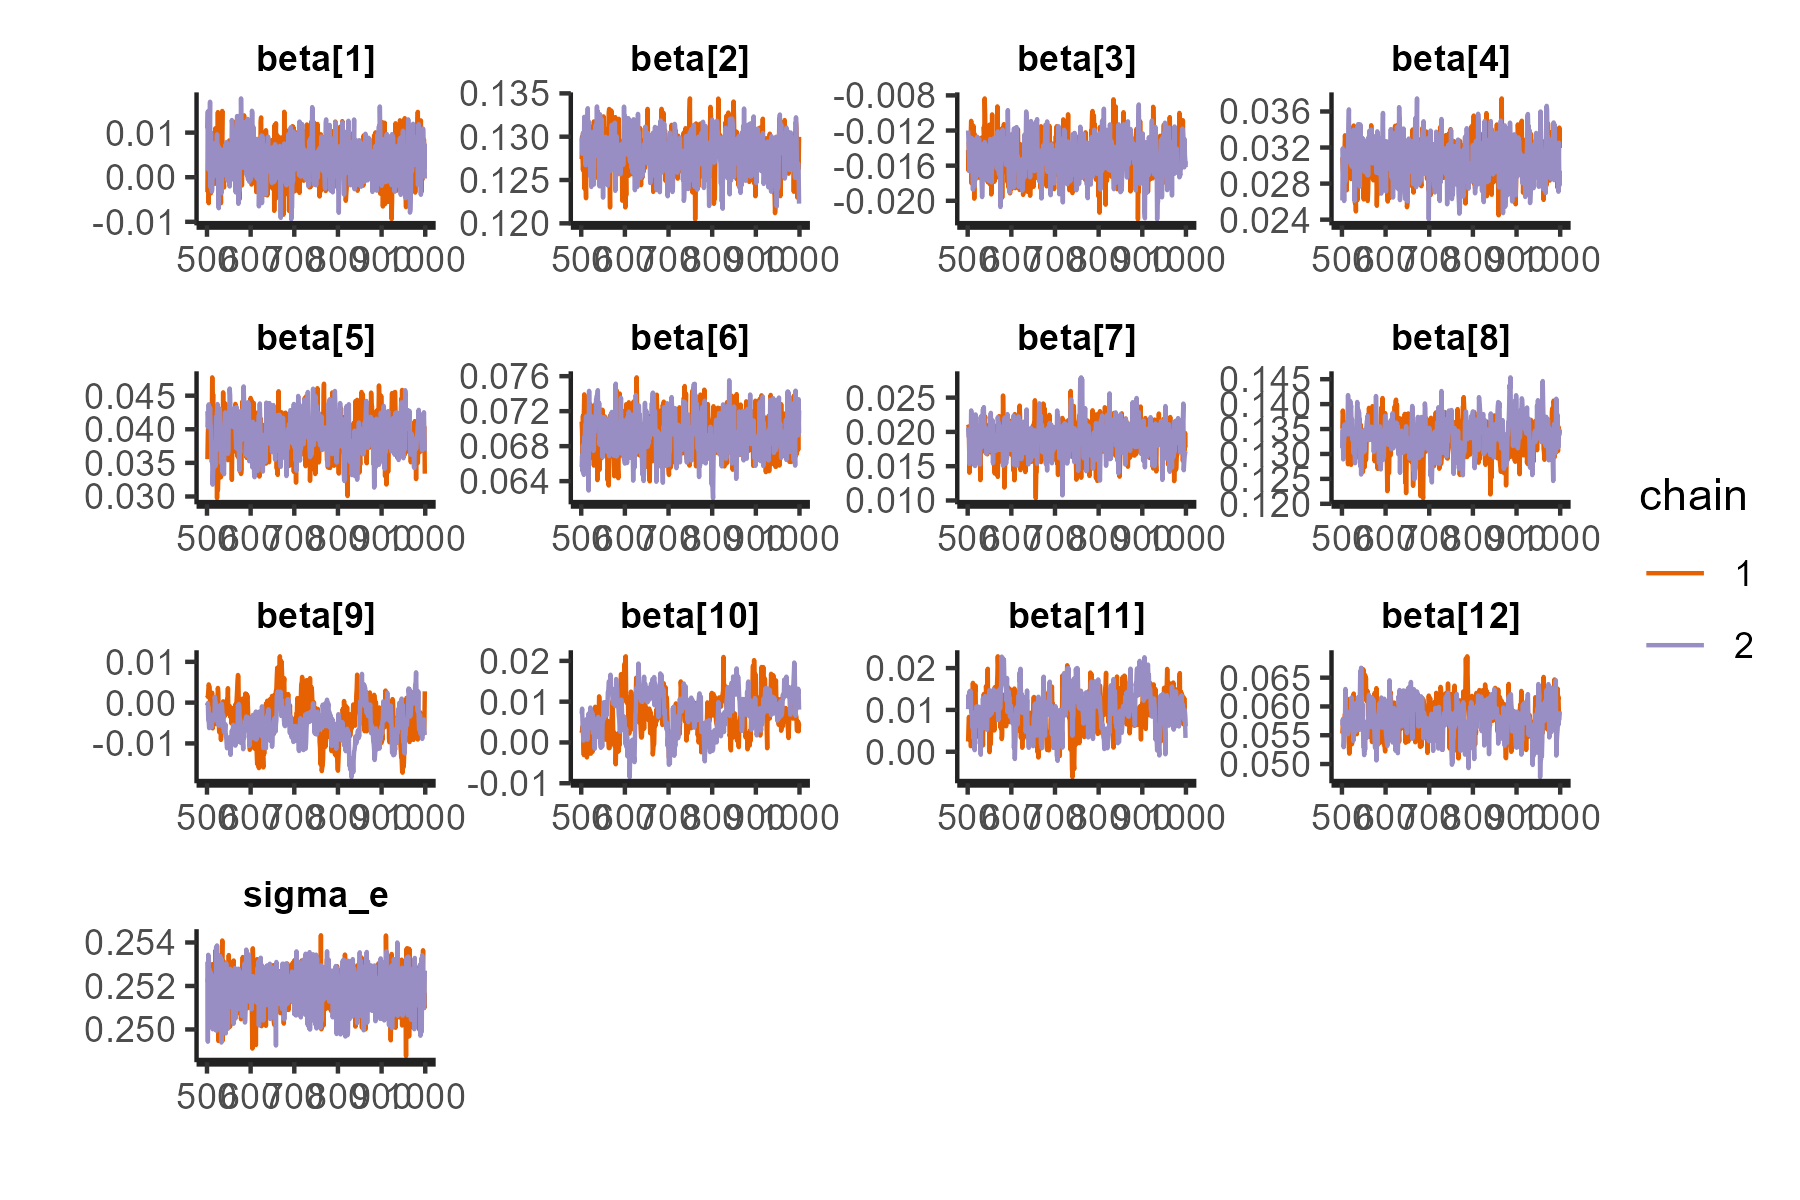 beta[1] beta[2] beta[3] beta[4]
0.01 0.00 -0.01
0.135 0.130 0.125 0.120
-0.008 -0.012 -0.016 -0.020
0.036 0.032 0.028 0.024
500 600 700 800 900 1000 500 600 700 800 900 1000 500 600 700 800 900 1000 500 600 700 800 900 1000
beta[5] beta[6] beta[7] beta[8]
0.045 0.040 0.035 0.030
0.076 0.072 0.068 0.064
0.025 0.020 0.015 0.010
0.145 0.140 0.135 0.130 0.125 0.120
500 600 700 800 900 1000 500 600 700 800 900 1000 500 600 700 800 900 1000 500 600 700 800 900 1000
chain
1
2
beta[9] beta[10] beta[11] beta[12]
0.01 0.00 -0.01
0.02 0.01 0.00 -0.01
0.02 0.01 0.00
0.065 0.060 0.055 0.050
500 600 700 800 900 1000 500 600 700 800 900 1000 500 600 700 800 900 1000 500 600 700 800 900 1000
sigma_e
0.254
0.252
0.250
500 600 700 800 900 1000